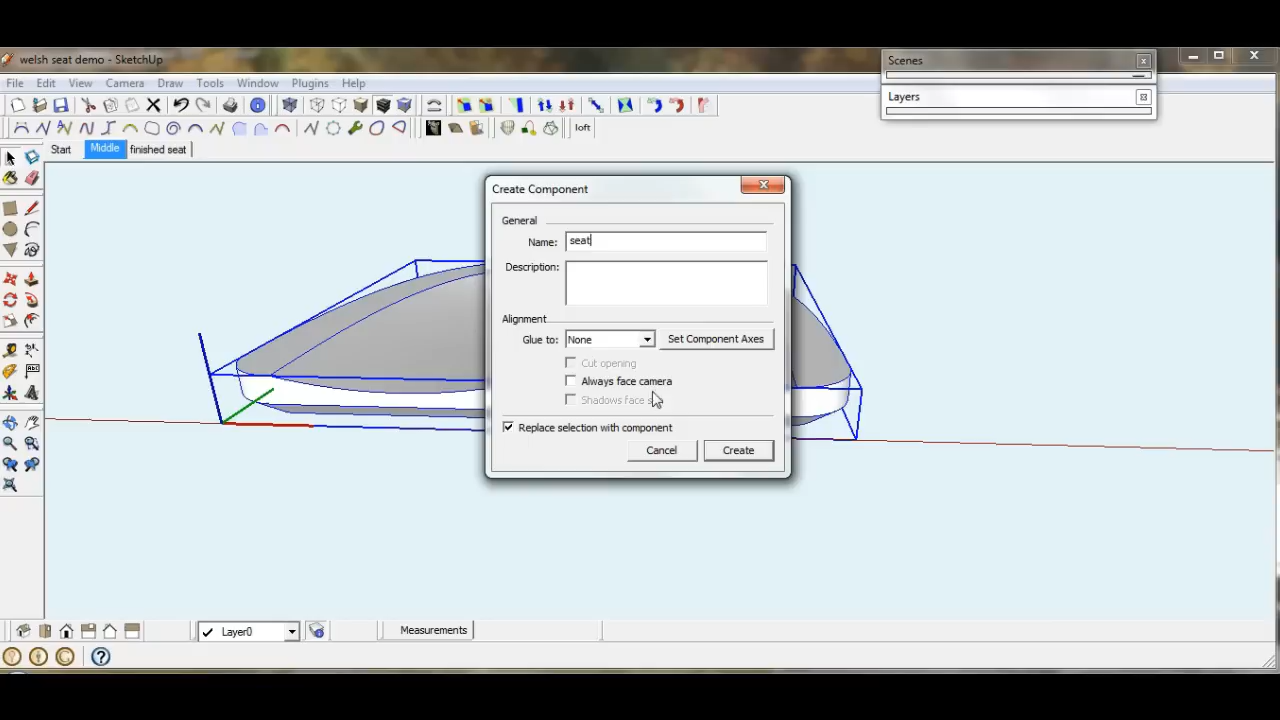 welsh seat demo - SketchUp
Scenes
File Edit View Camera Draw Tools Window Plugins Help
Layers
loft
Start Middle finished seat
Create Component
General
Name: seat
Description:
Alignment
Glue to: None Set Component Axes
Cut opening
Always face camera
Shadows face s
Replace selection with component
Cancel Create
Layer0 Measurements